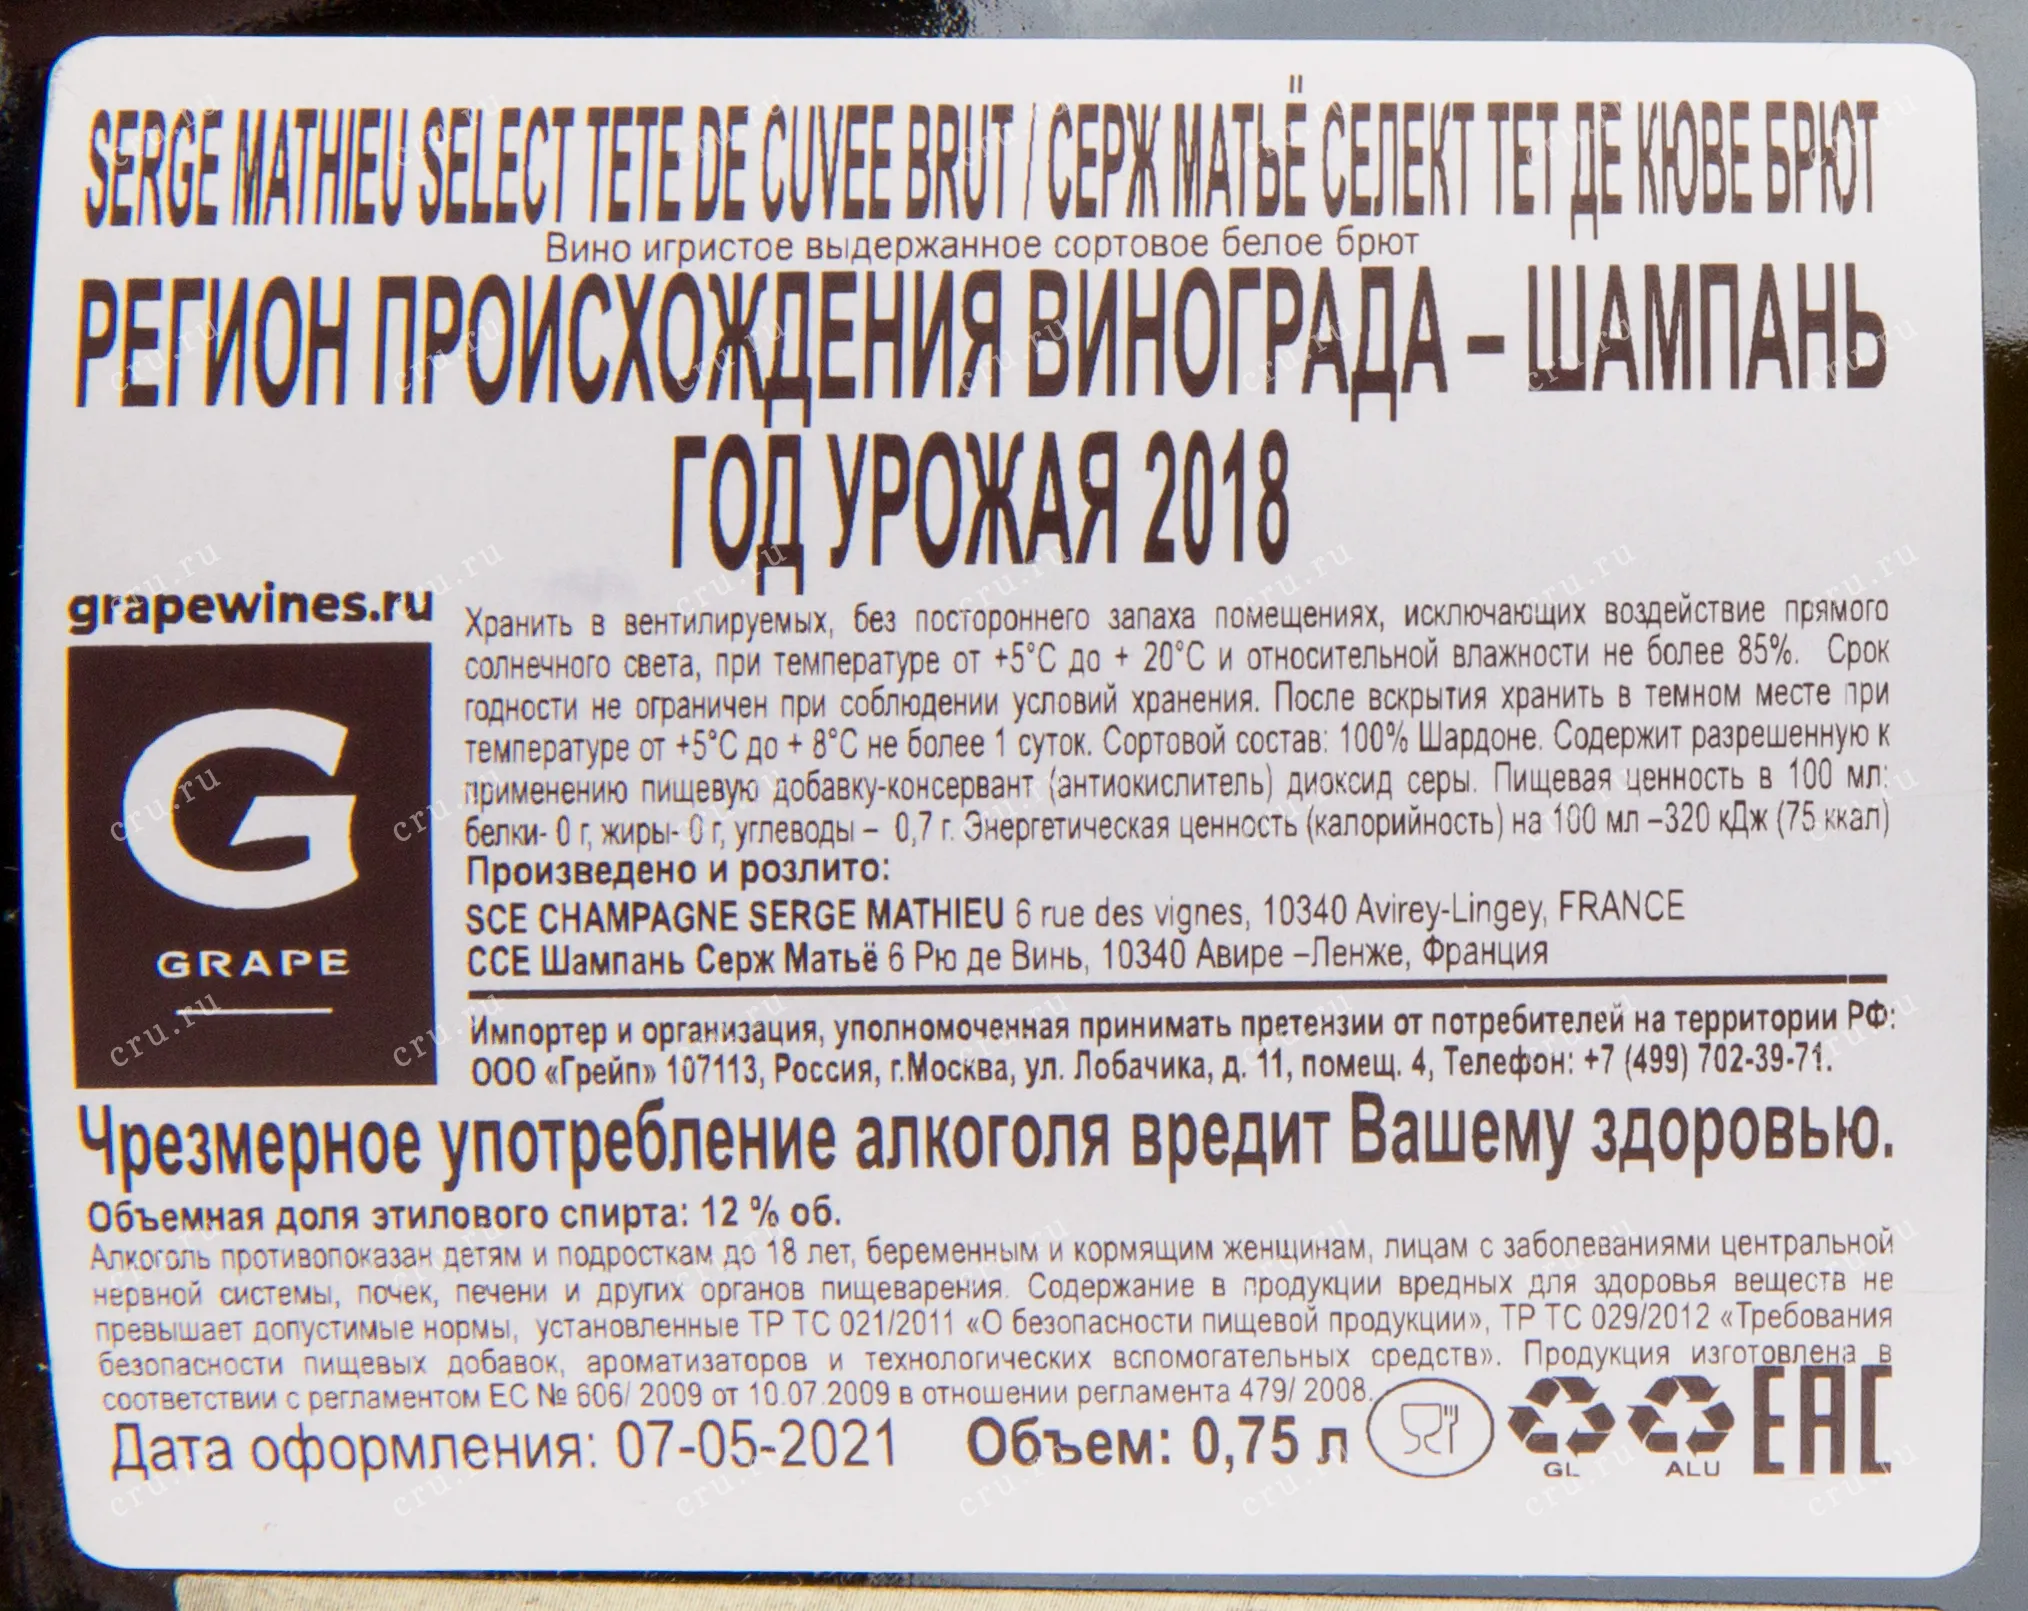 SERGE MATHIEU SELECT TETE DE CUVEE BRUT / СЕРЖ МАТЬЁ СЕЛЕКТ ТЕТ ДЕ КЮВЕ БРЮТ
Вино игристое выдержанное сортовое белое брют
РЕГИОН ПРОИСХОЖДЕНИЯ ВИНОГРАДА – ШАМПАНЬ
ГОД УРОЖАЯ 2018
grapewines.ru
G
GRAPE
Хранить в вентилируемых, без постороннего запаха помещениях, исключающих воздействие прямого
солнечного света, при температуре от +5°С до + 20°С и относительной влажности не более 85%. Срок
годности не ограничен при соблюдении условий хранения. После вскрытия хранить в темном месте при
температуре от +5°С до + 8°С не более 1 суток. Сортовой состав: 100% Шардоне. Содержит разрешенную к
применению пищевую добавку-консервант (антиокислитель) диоксид серы. Пищевая ценность в 100 мл:
белки- 0 г, жиры- 0 г, углеводы – 0,7 г. Энергетическая ценность (калорийность) на 100 мл –320 кДж (75 ккал)
Произведено и розлито:
SCE CHAMPAGNE SERGE MATHIEU 6 rue des vignes, 10340 Avirey-Lingey, FRANCE
ССЕ Шампань Серж Матьё 6 Рю де Винь, 10340 Авире –Ленже, Франция
Импортер и организация, уполномоченная принимать претензии от потребителей на территории РФ:
ООО «Грейп» 107113, Россия, г.Москва, ул. Лобачика, д. 11, помещ. 4, Телефон: +7 (499) 702-39-71.
Чрезмерное употребление алкоголя вредит Вашему здоровью.
Объемная доля этилового спирта: 12 % об.
Алкоголь противопоказан детям и подросткам до 18 лет, беременным и кормящим женщинам, лицам с заболеваниями центральной
нервной системы, почек, печени и других органов пищеварения. Содержание в продукции вредных для здоровья веществ не
превышает допустимые нормы, установленные ТР ТС 021/2011 «О безопасности пищевой продукции», ТР ТС 029/2012 «Требования
безопасности пищевых добавок, ароматизаторов и технологических вспомогательных средств». Продукция изготовлена в
соответствии с регламентом ЕС № 606/ 2009 от 10.07.2009 в отношении регламента 479/ 2008.
Дата оформления: 07-05-2021 Объем: 0,75 л
GL
ALU
EAC
cru.ru